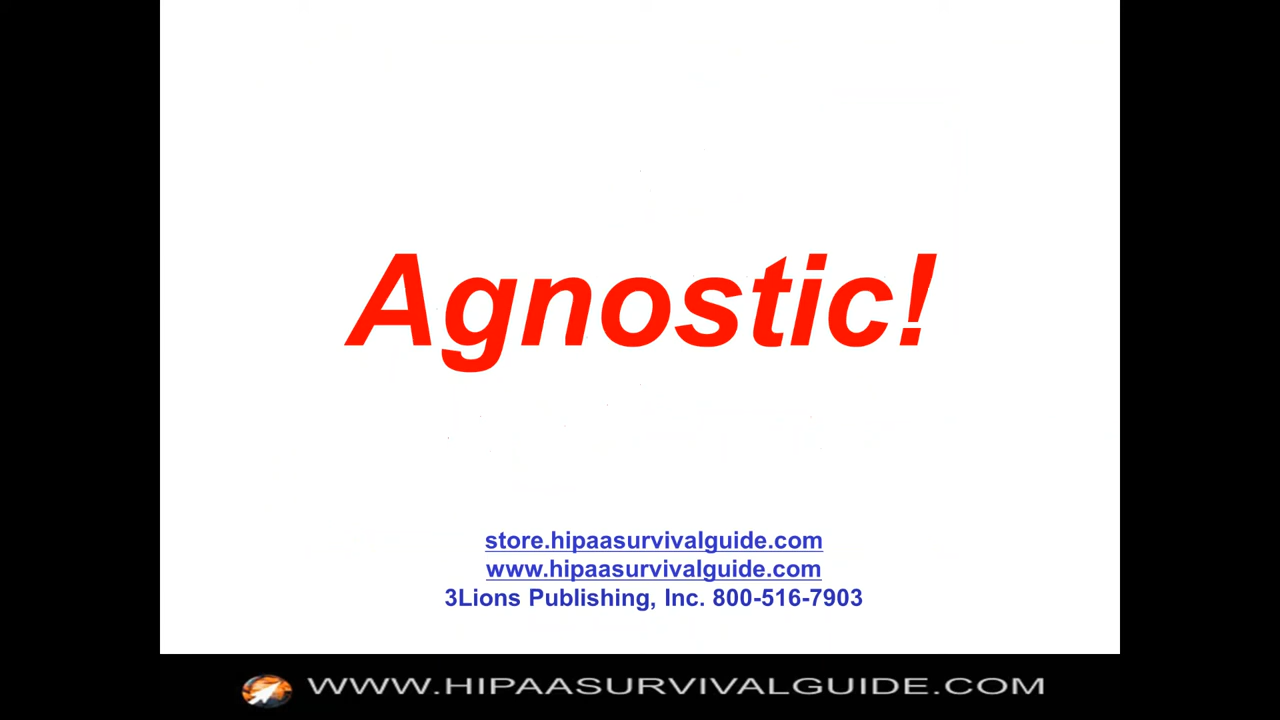 Agnostic!
store.hipaasurvivalguide.com
www.hipaasurvivalguide.com
3Lions Publishing, Inc. 800-516-7903
WWW.HIPAASURVIVALGUIDE.COM